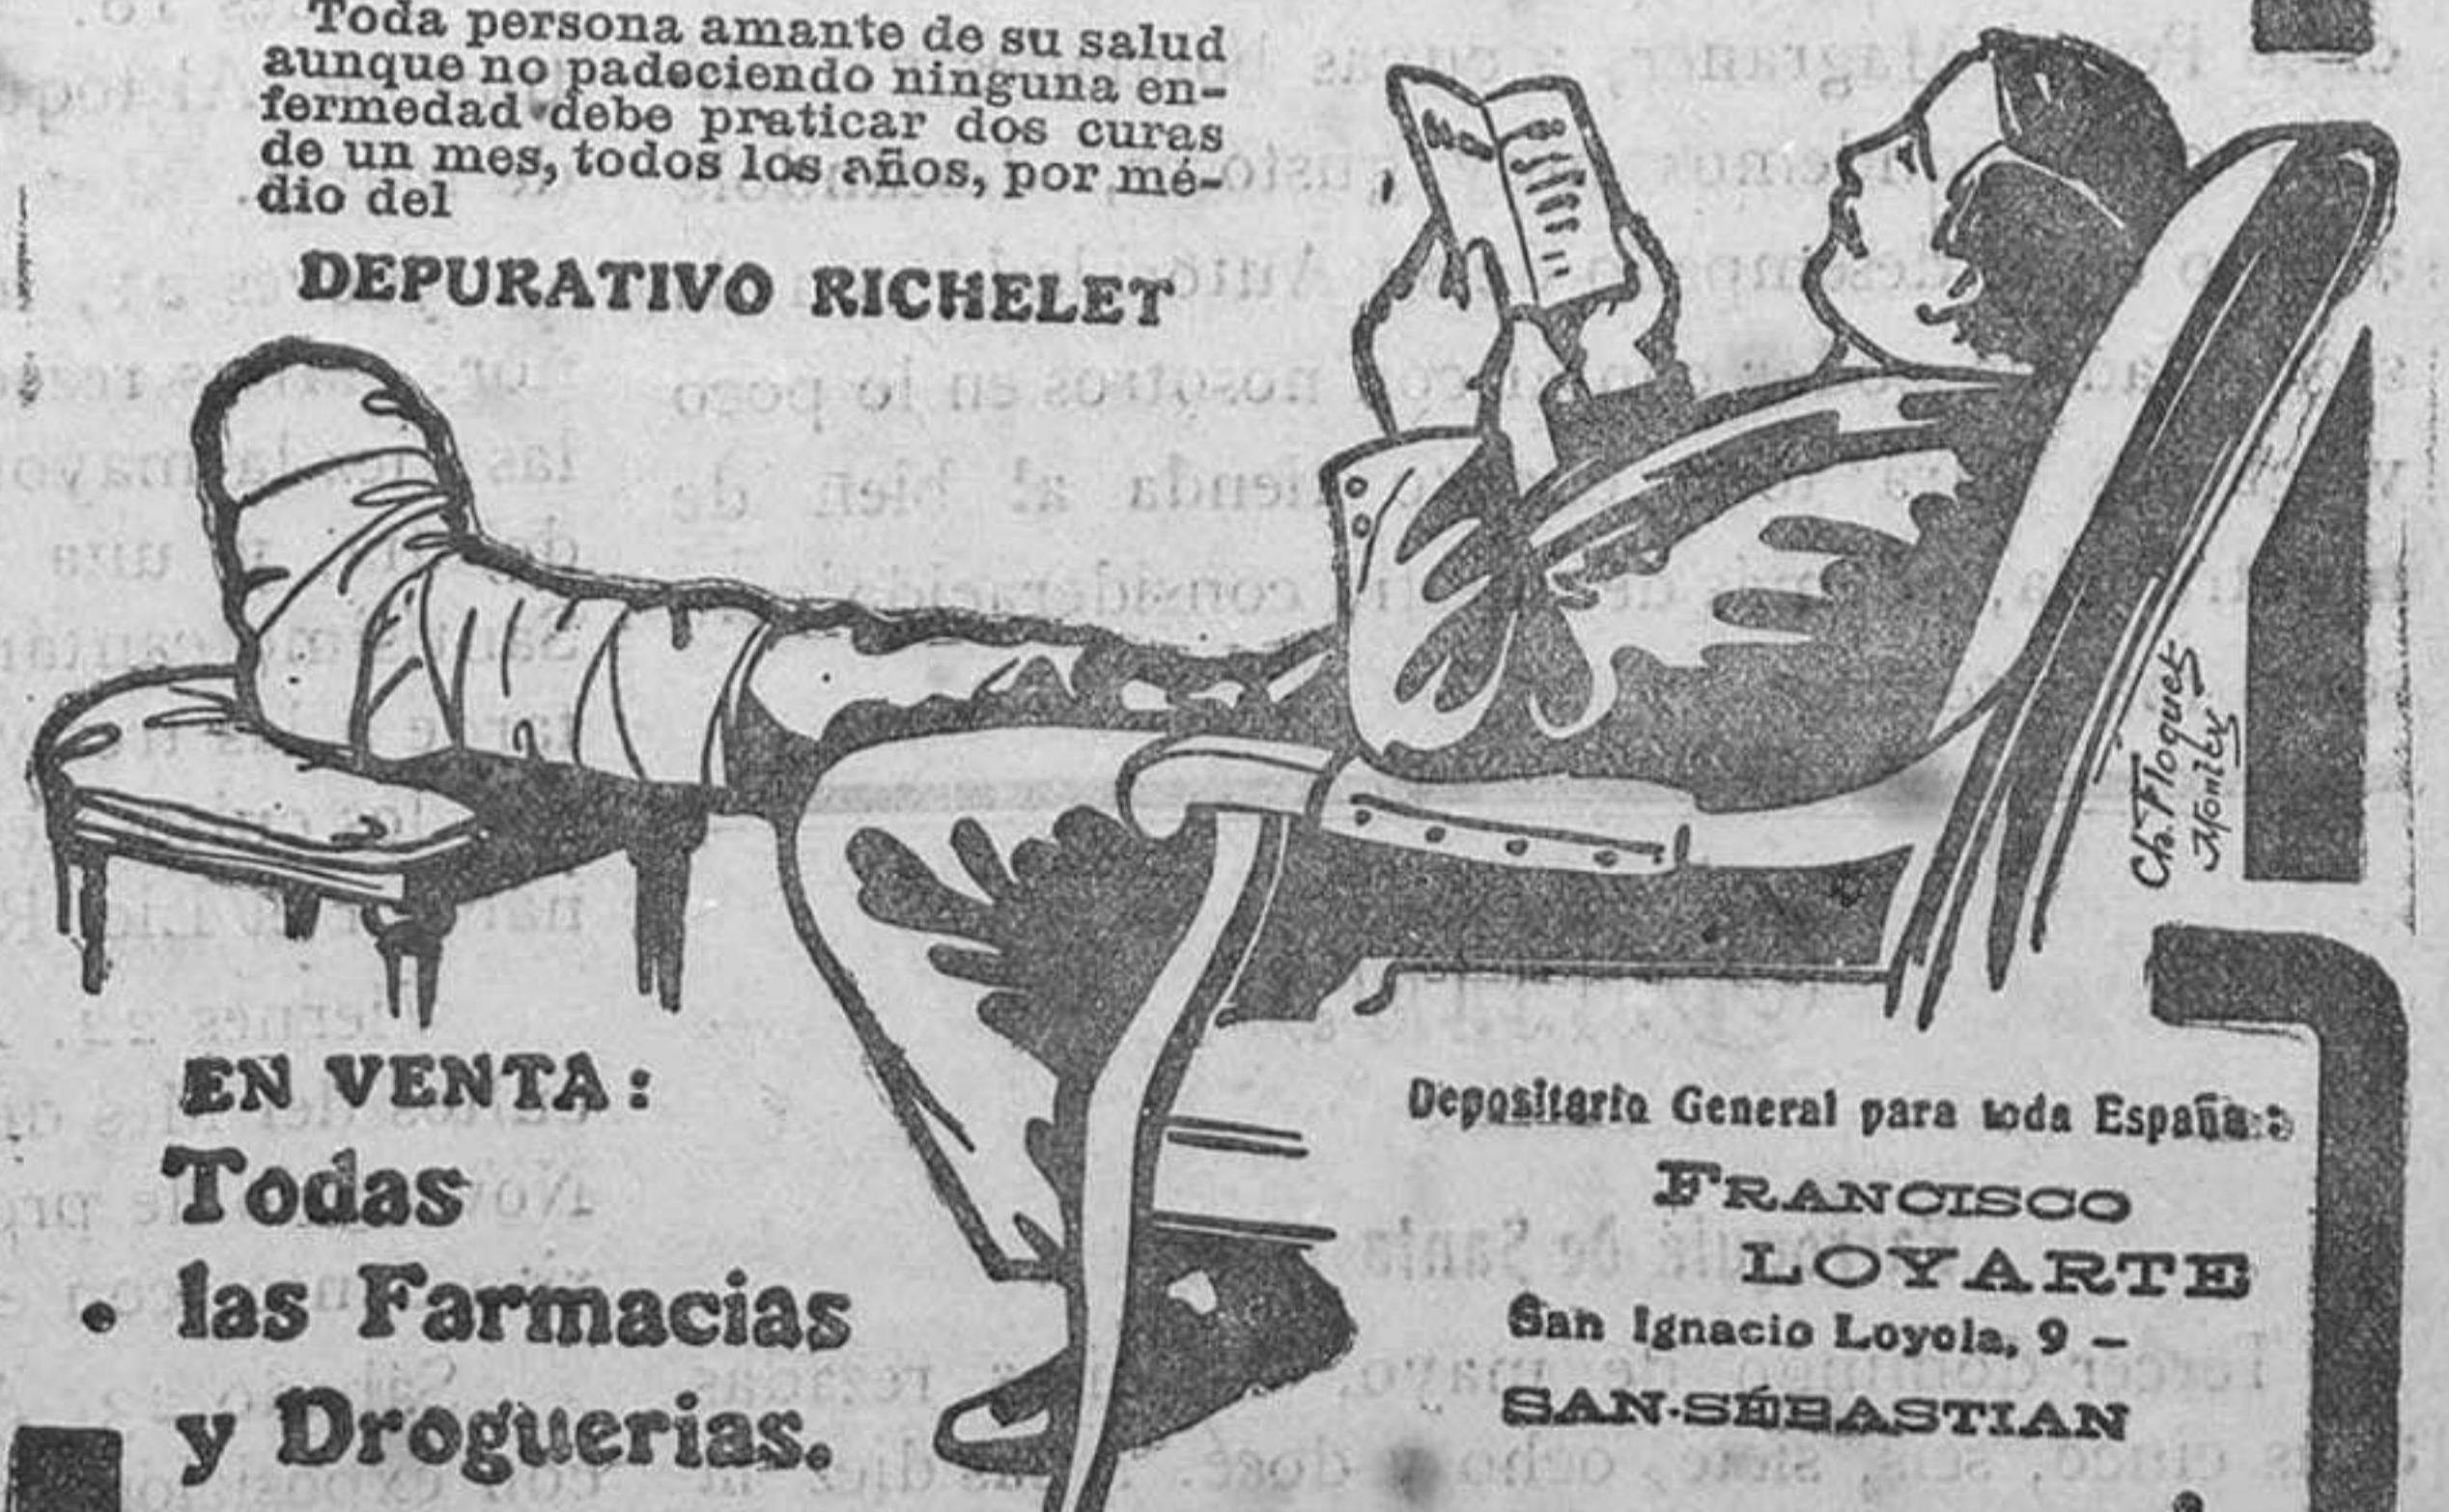 Toda persona amante de su salud
aunque no padeciendo ninguna en-
fermedad debe praticar dos curas
de un mes, todos los años, por mé-
dio del
DEPURATIVO RICHELET
Ch. Floquet
EN VENTA:
Todas
las Farmacias
y Droguerias.
Depositario General para toda España:
FRANCISCO
LOYARTE
San Ignacio Loyola, 9 –
SAN-SÉBASTIAN